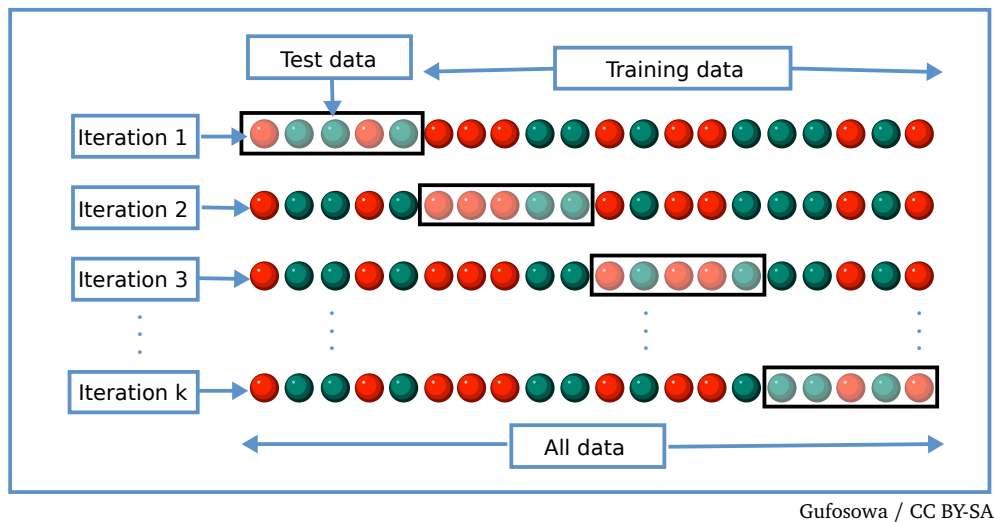 Test data
Training data
Iteration 1
Iteration 2
Iteration 3
Iteration k
All data
Gufosowa / CC BY-SA